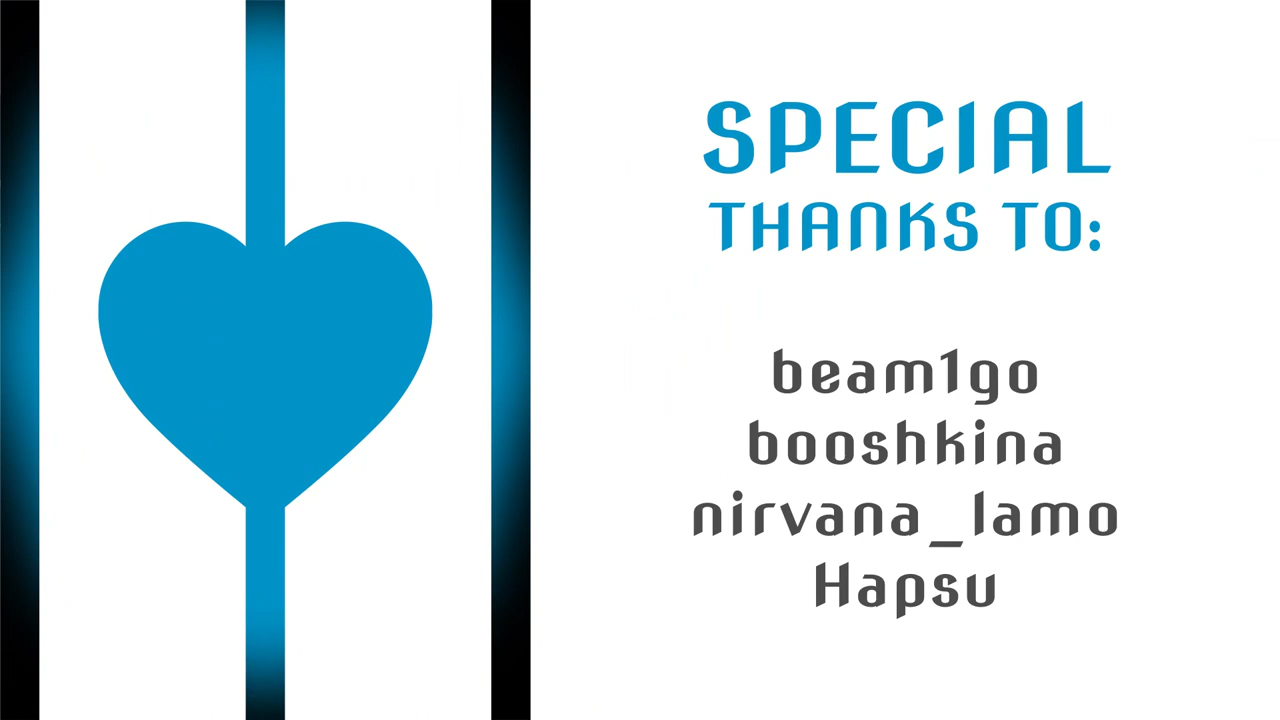 SPECIAL
THANKS TO:
beam1go
booshkina
nirvana_lamo
Hapsu